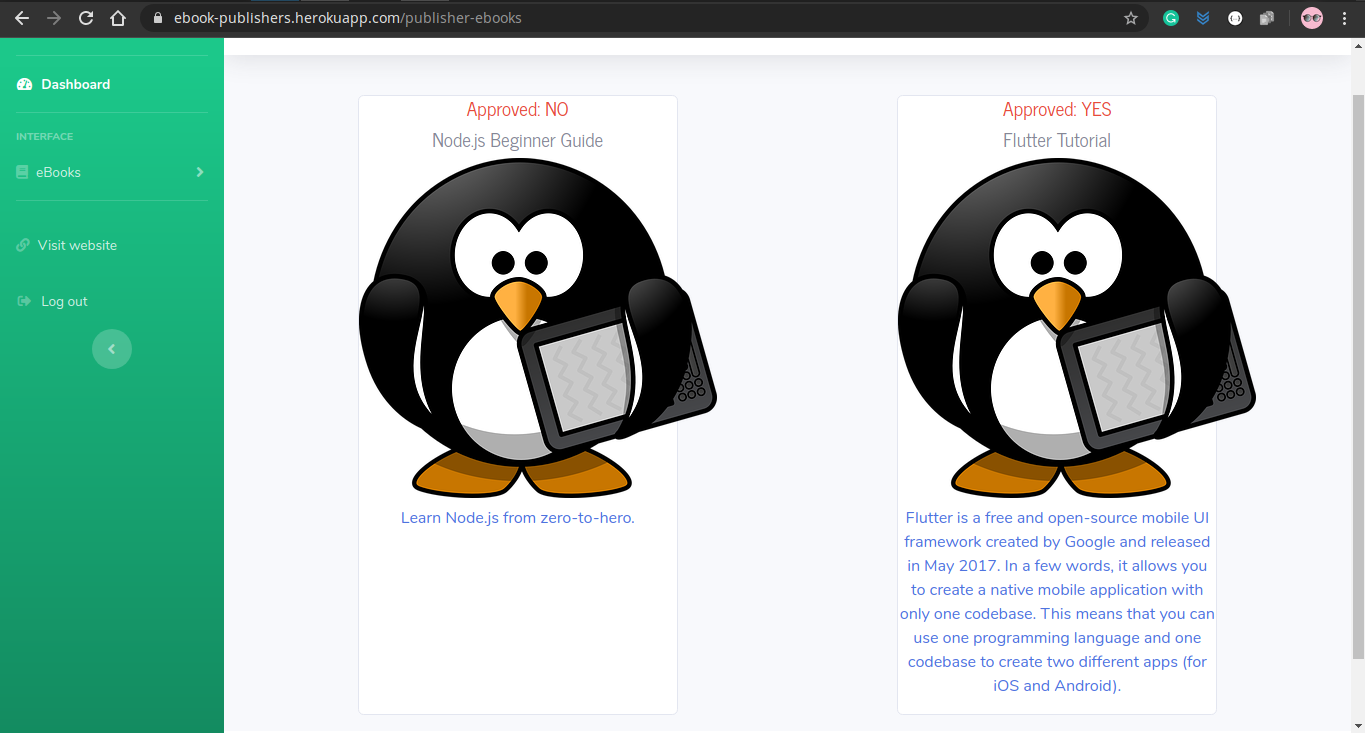 ebook-publishers.herokuapp.com/publisher-ebooks
Dashboard
INTERFACE
eBooks
Visit website
Log out
Approved: NO
Node.js Beginner Guide
Learn Node.js from zero-to-hero.
Approved: YES
Flutter Tutorial
Flutter is a free and open-source mobile UI
framework created by Google and released
in May 2017. In a few words, it allows you
to create a native mobile application with
only one codebase. This means that you can
use one programming language and one
codebase to create two different apps (for
iOS and Android).